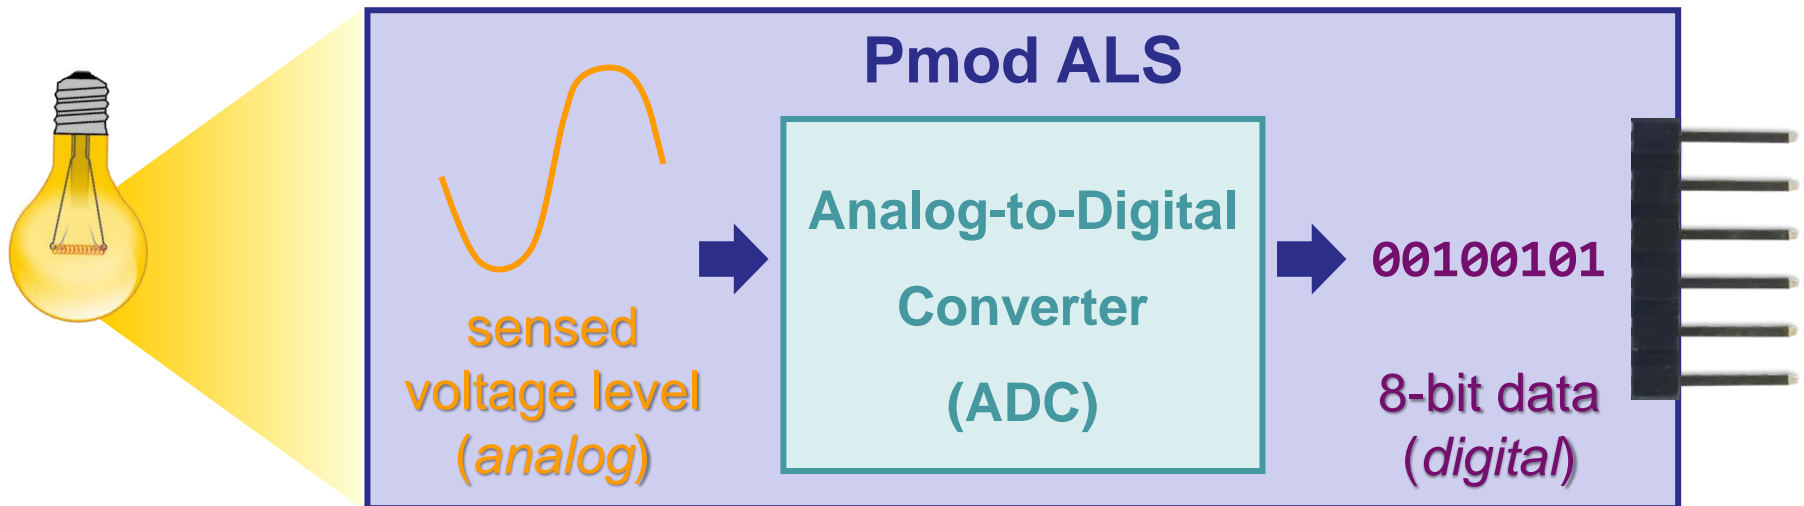 Pmod ALS
sensed
voltage level
(analog)
Analog-to-Digital
Converter
(ADC)
00100101
8-bit data
(digital)